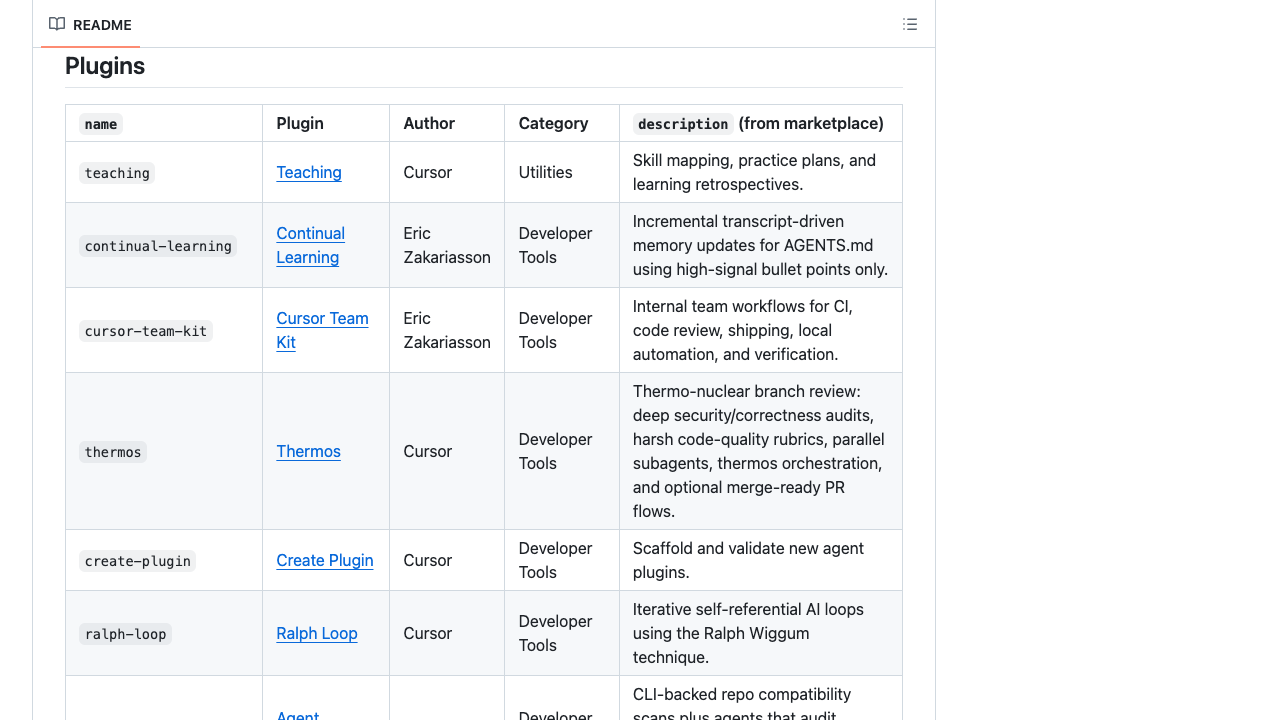 README
Plugins
name Plugin Author Category description (from marketplace)
teaching Teaching Cursor Utilities Skill mapping, practice plans, and
learning retrospectives.
continual-learning Continual
Learning Eric
Zakariasson Developer
Tools Incremental transcript-driven
memory updates for AGENTS.md
using high-signal bullet points only.
cursor-team-kit Cursor Team
Kit Eric
Zakariasson Developer
Tools Internal team workflows for CI,
code review, shipping, local
automation, and verification.
thermos Thermos Cursor Developer
Tools Thermo-nuclear branch review:
deep security/correctness audits,
harsh code-quality rubrics, parallel
subagents, thermos orchestration,
and optional merge-ready PR
flows.
create-plugin Create Plugin Cursor Developer
Tools Scaffold and validate new agent
plugins.
ralph-loop Ralph Loop Cursor Developer
Tools Iterative self-referential AI loops
using the Ralph Wiggum
technique.
Agent Developer CLI-backed repo compatibility
scans plus agents that audit